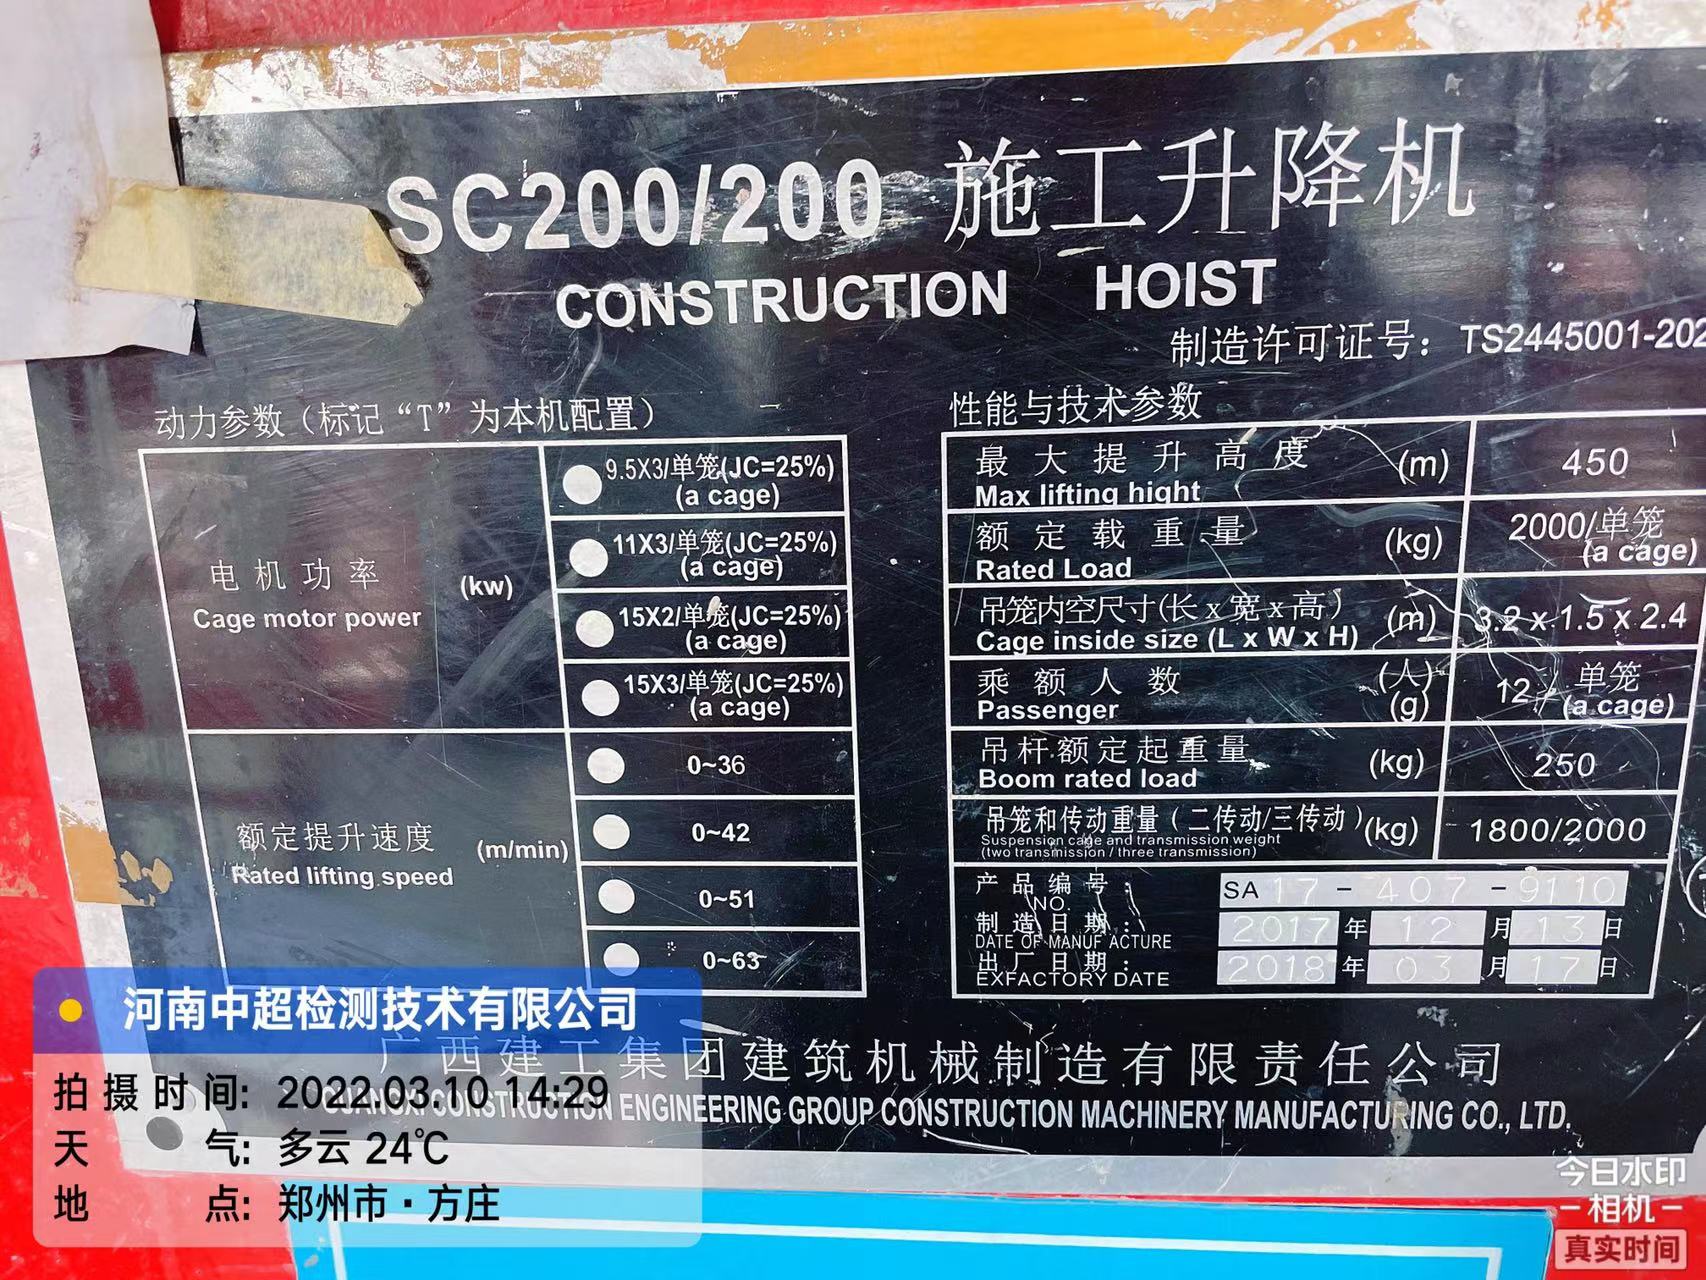 SC200/200 施工升降机
CONSTRUCTION HOIST
制造许可证号：TS2445001-202
动力参数（标记“T”为本机配置）
电机功率 (kw)
Cage motor power
9.5X3/单笼(JC=25%)
(a cage)
11X3/单笼(JC=25%)
(a cage)
15X2/单笼(JC=25%)
(a cage)
15X3/单笼(JC=25%)
(a cage)
额定提升速度 (m/min)
Rated lifting speed
0~36
0~42
0~51
0~63
性能与技术参数
最大提升高度 (m) 450
Max lifting hight
额定载重量 (kg) 2000/单笼
Rated Load (a cage)
吊笼内空尺寸(长x宽x高) (m) 3.2 x 1.5 x 2.4
Cage inside size (L x W x H)
乘额人数 (人) 12 / 单笼
Passenger (g) (a cage)
吊杆额定起重量 (kg) 250
Boom rated load
吊笼和传动重量（二传动/三传动）(kg) 1800/2000
Suspension cage and transmission weight
(two transmission / three transmission)
产品编号： SA 17 - 407 - 9110
NO.
制造日期： 2017 年 12 月 13 日
DATE OF MANUF ACTURE
出厂日期： 2018 年 03 月 17 日
EXFACTORY DATE
广西建工集团建筑机械制造有限责任公司
GUANGXI CONSTRUCTION ENGINEERING GROUP CONSTRUCTION MACHINERY MANUFACTURING CO., LTD.
河南中超检测技术有限公司
拍摄时间: 2022.03.10 14:29
天气: 多云 24℃
地点: 郑州市·方庄
今日水印
相机
真实时间